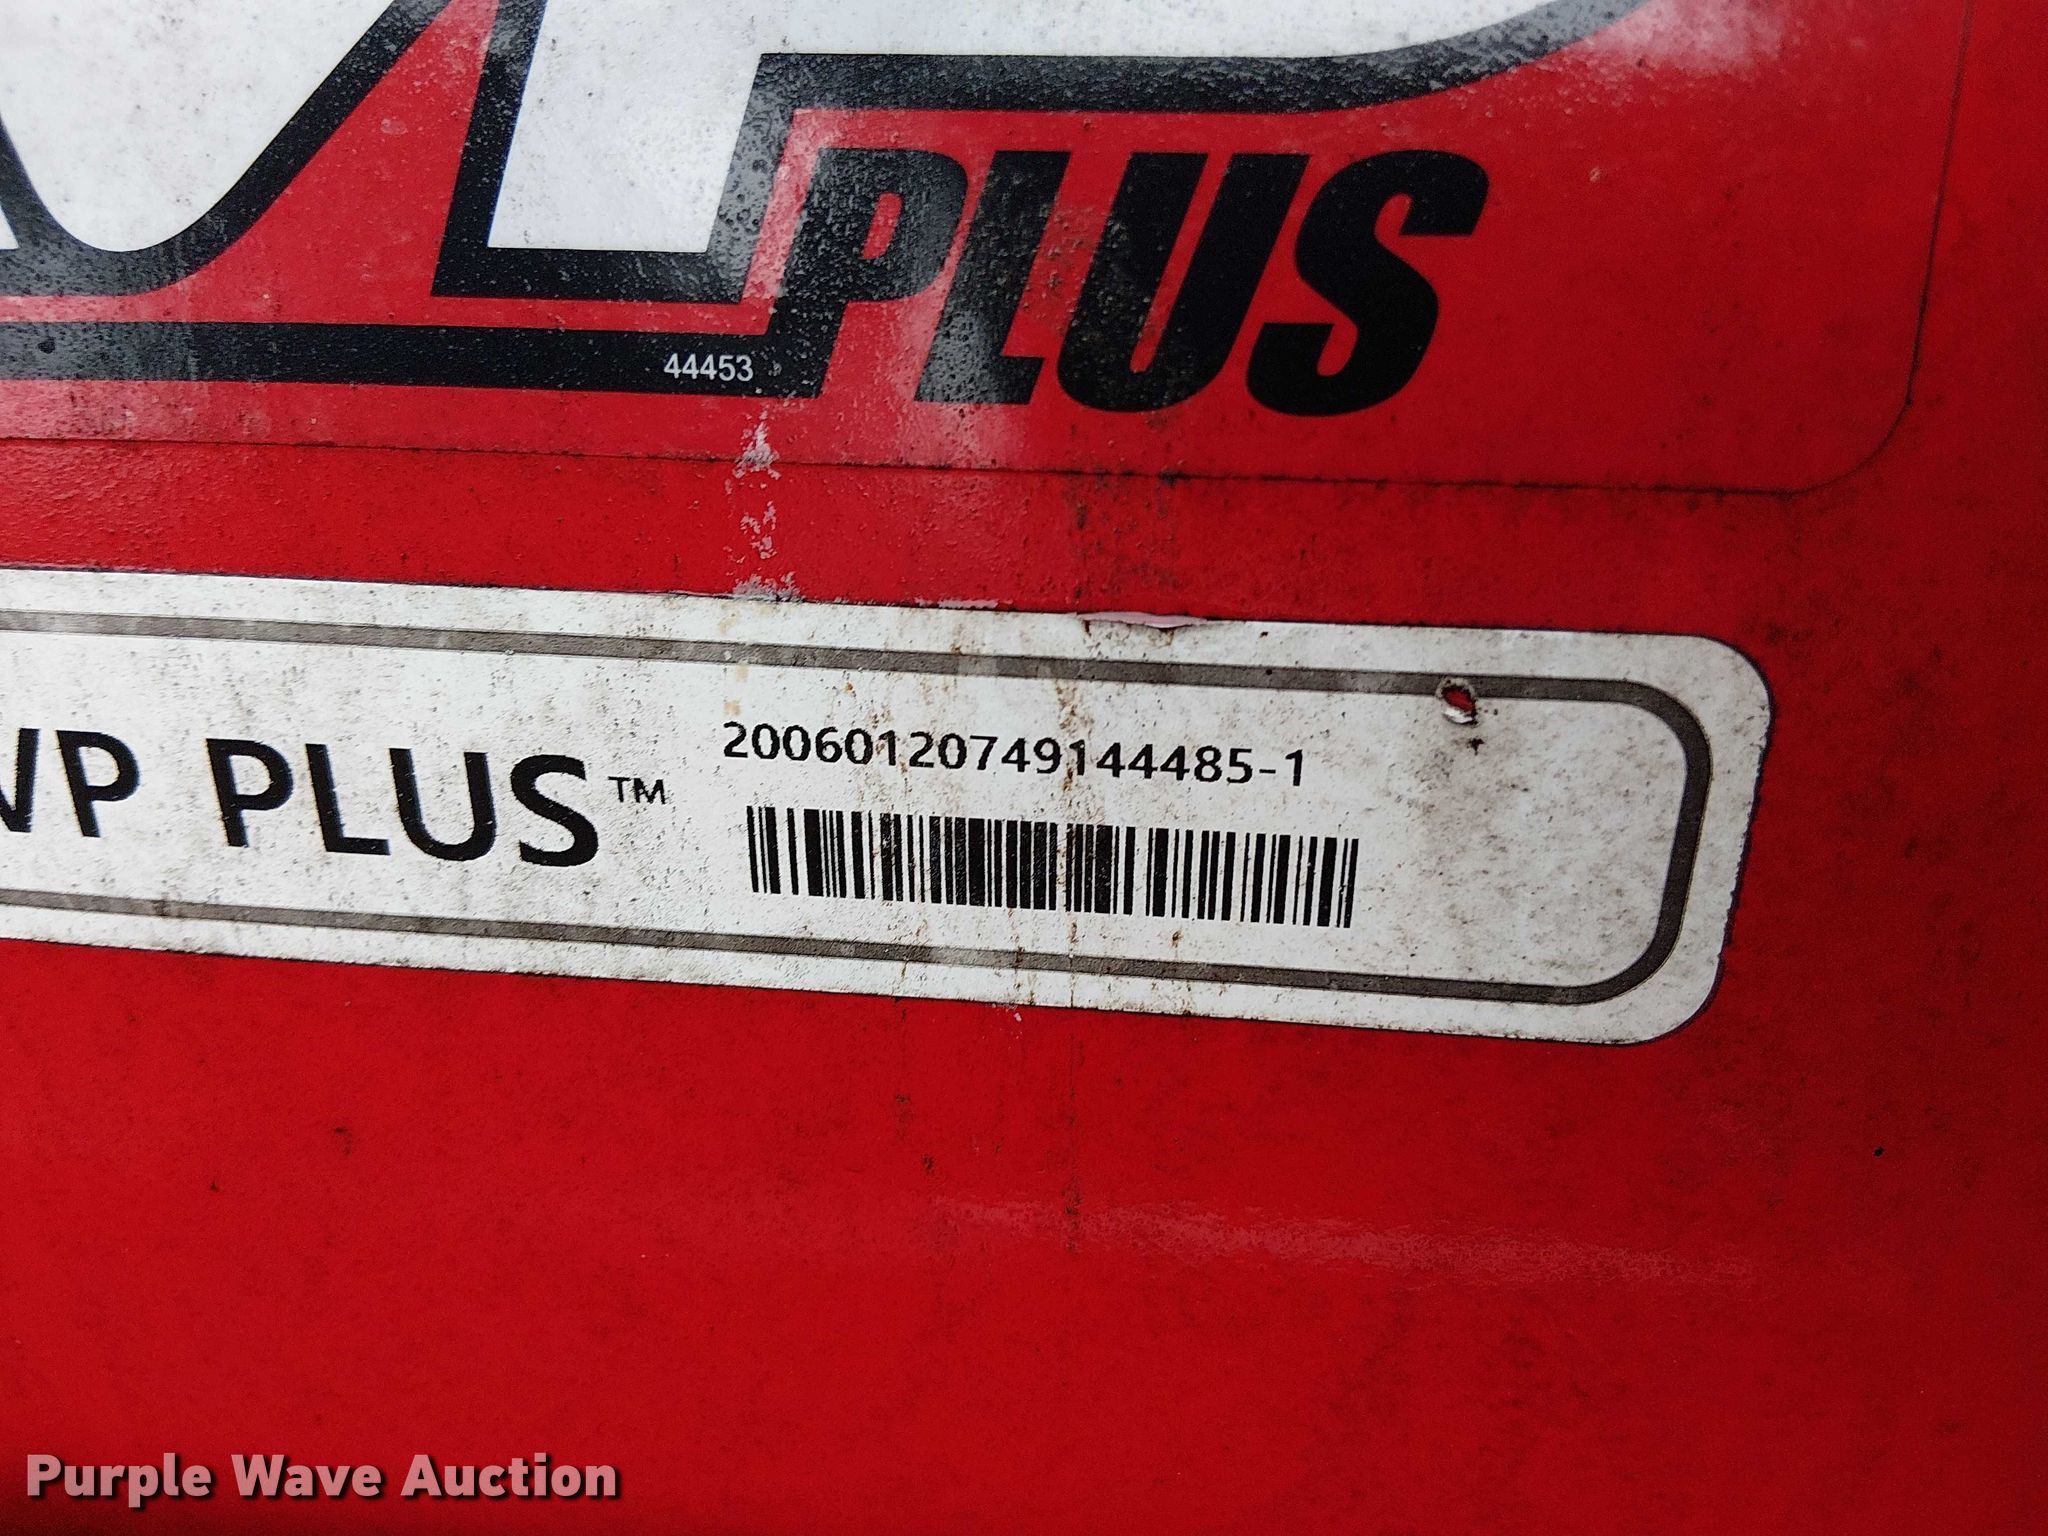 PLUS
44453
VP PLUS™
20060120749144485-1
Purple Wave Auction